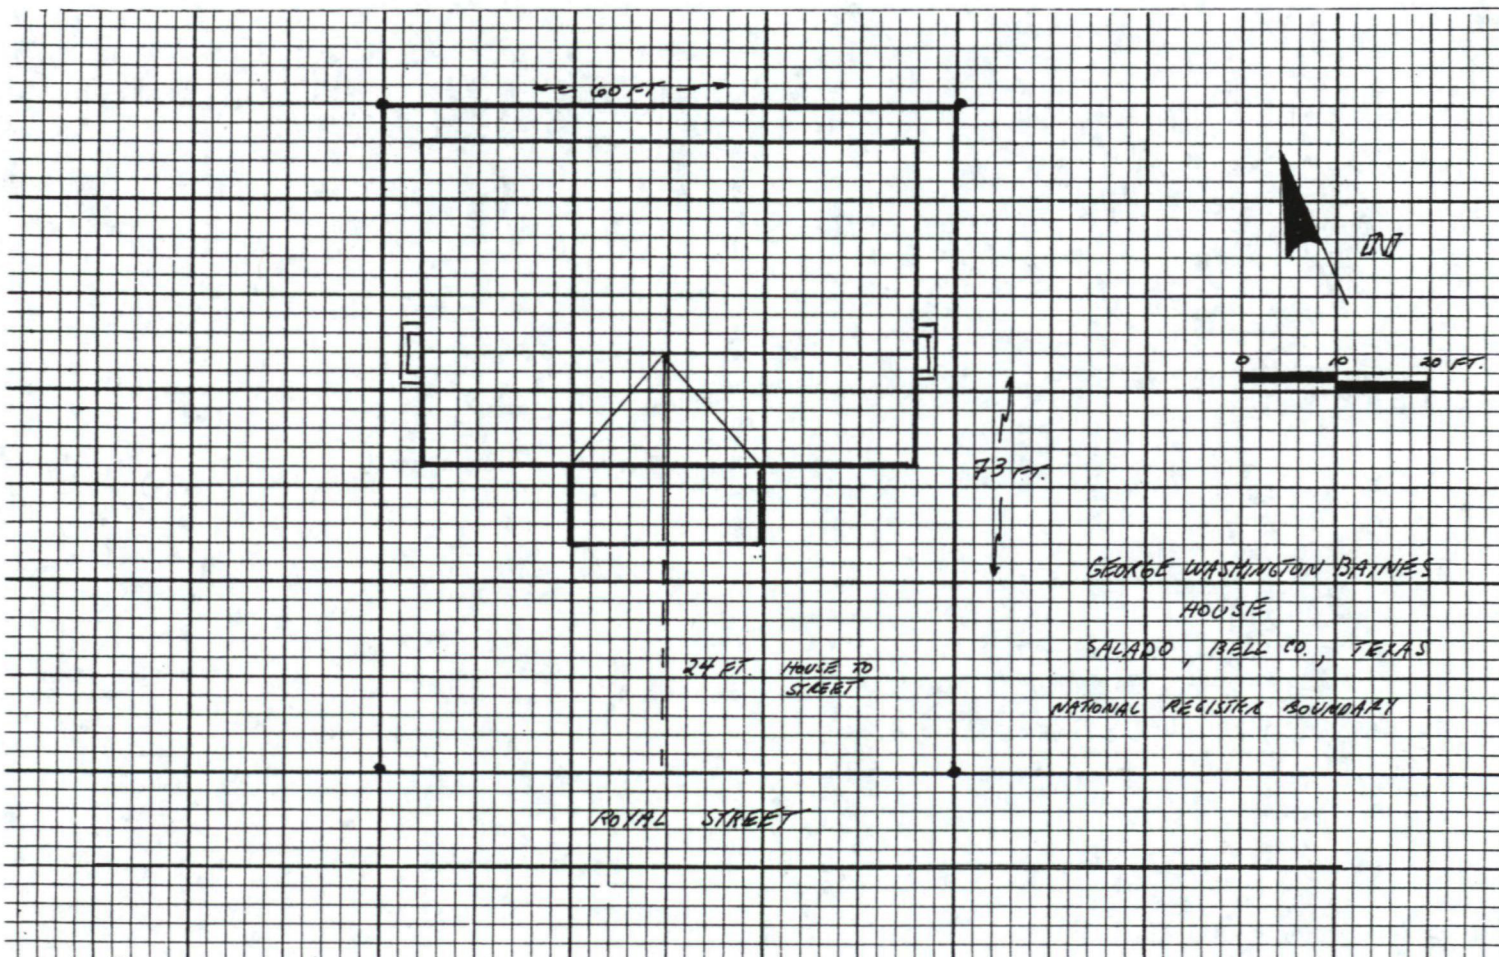 60 FT
N
0 10 20 FT.
73 FT.
GEORGE WASHINGTON BAINES
HOUSE
SALADO, BELL CO., TEXAS
NATIONAL REGISTER BOUNDARY
24 FT. HOUSE TO
STREET
ROYAL STREET